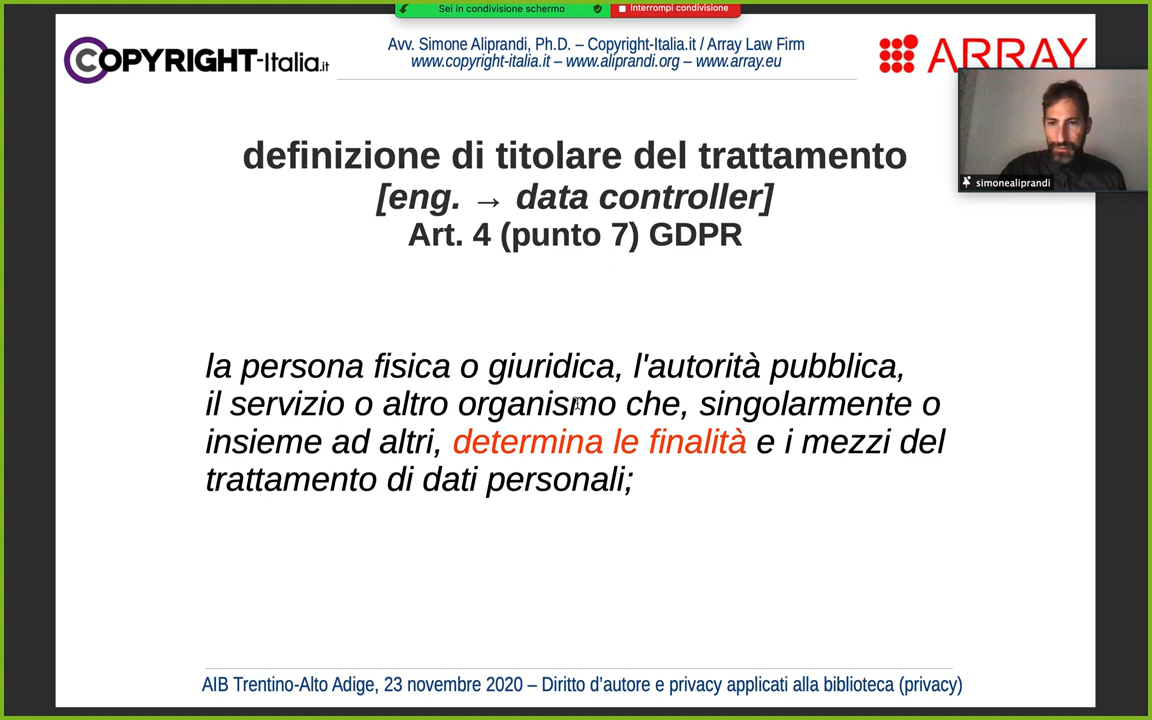 Sei in condivisione schermo
Interrompi condivisione
COPYRIGHT-Italia.it
Avv. Simone Aliprandi, Ph.D. – Copyright-Italia.it / Array Law Firm
www.copyright-italia.it – www.aliprandi.org – www.array.eu
ARRAY
simonealiprandi
definizione di titolare del trattamento
[eng. → data controller]
Art. 4 (punto 7) GDPR
la persona fisica o giuridica, l'autorità pubblica,
il servizio o altro organismo che, singolarmente o
insieme ad altri, determina le finalità e i mezzi del
trattamento di dati personali;
AIB Trentino-Alto Adige, 23 novembre 2020 – Diritto d’autore e privacy applicati alla biblioteca (privacy)